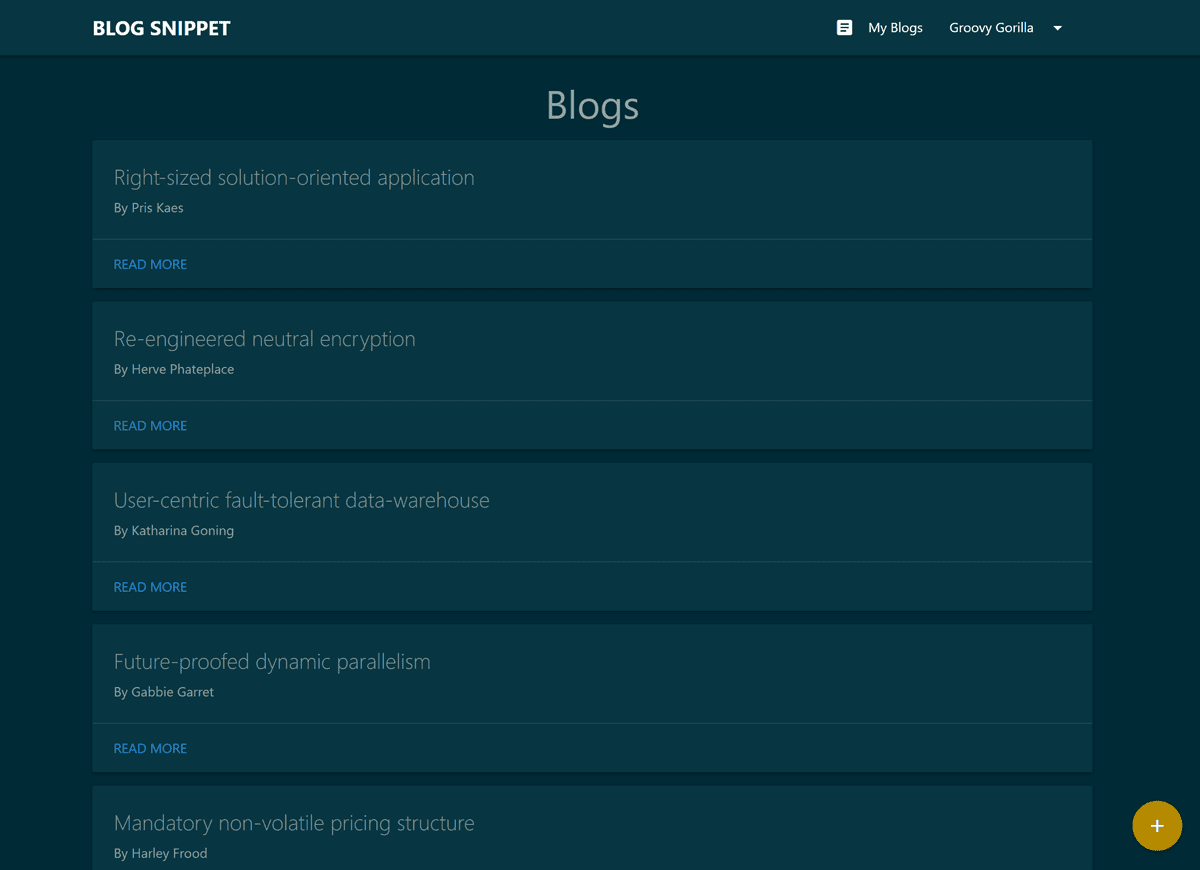 BLOG SNIPPET
My Blogs
Groovy Gorilla
Blogs
Right-sized solution-oriented application
By Pris Kaes
READ MORE
Re-engineered neutral encryption
By Herve Phateplace
READ MORE
User-centric fault-tolerant data-warehouse
By Katharina Goning
READ MORE
Future-proofed dynamic parallelism
By Gabbie Garret
READ MORE
Mandatory non-volatile pricing structure
By Harley Frood
+